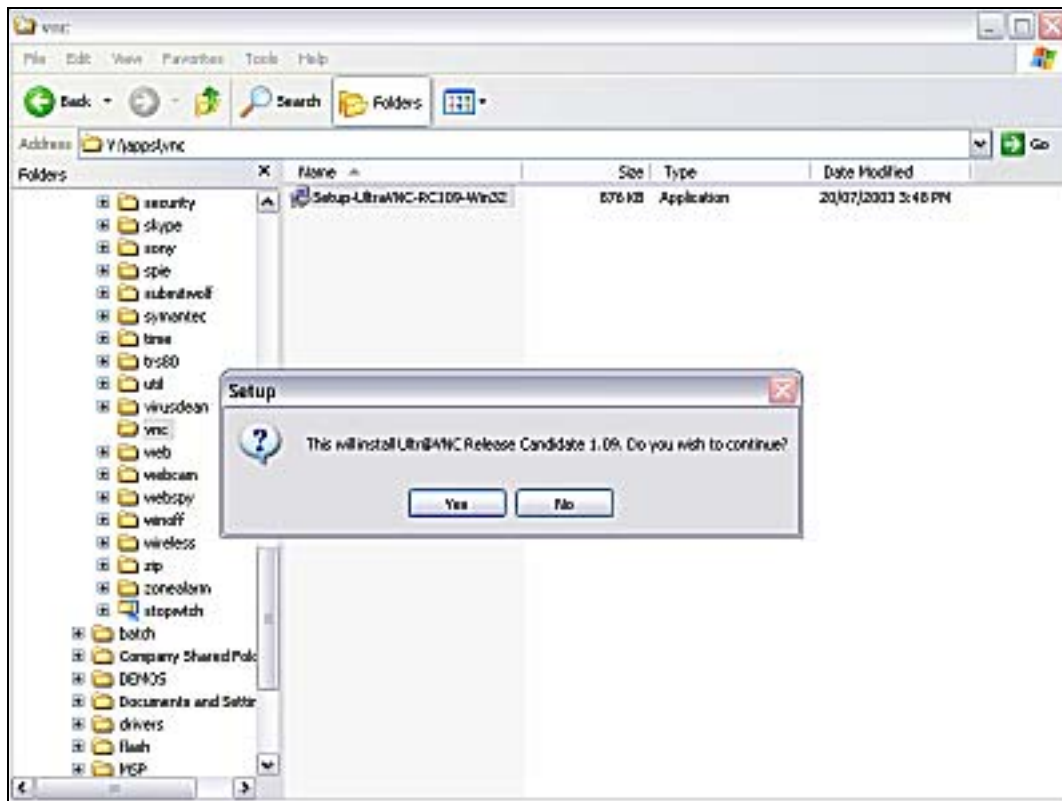 vnc
File Edit View Favorites Tools Help
Back Search Folders
Address Y:\apps\vnc Go
Folders
Name Size Type Date Modified
Setup-UltraVNC-RC109-Win32 876 KB Application 20/07/2003 3:48 PM
security
skype
sony
spie
submitwolf
symantec
time
trs80
util
virusclean
vnc
web
webcam
webspy
winoff
wireless
zip
zonealarm
stopwtch
batch
Company Shared Fold
DEMOS
Documents and Settin
drivers
flash
MSP
Setup
This will install Ultr@VNC Release Candidate 1.09. Do you wish to continue?
Yes No